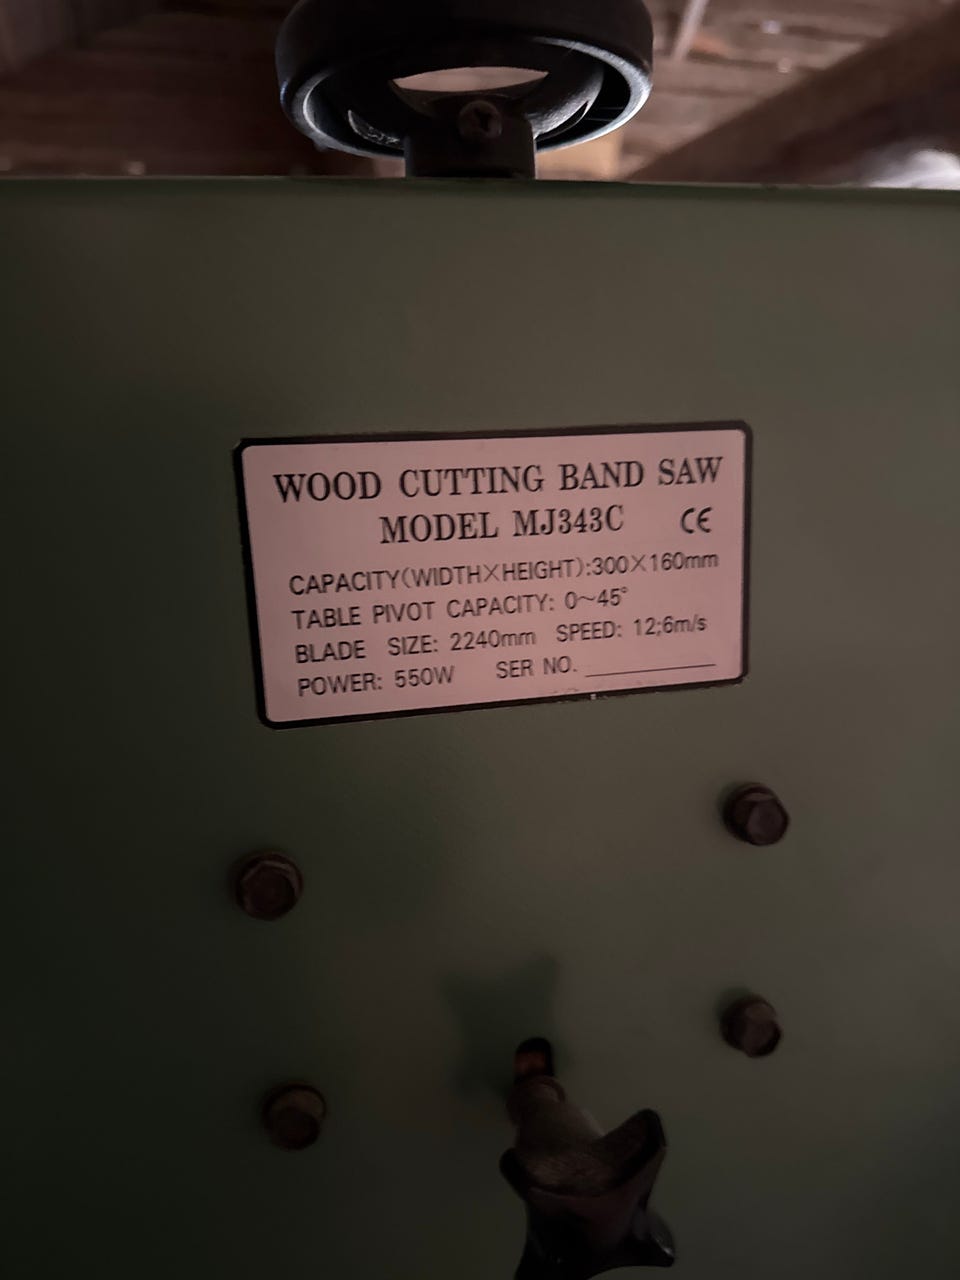 WOOD CUTTING BAND SAW
MODEL MJ343C CE
CAPACITY(WIDTH×HEIGHT):300×160mm
TABLE PIVOT CAPACITY: 0~45°
BLADE SIZE: 2240mm SPEED: 12;6m/s
POWER: 550W SER NO.